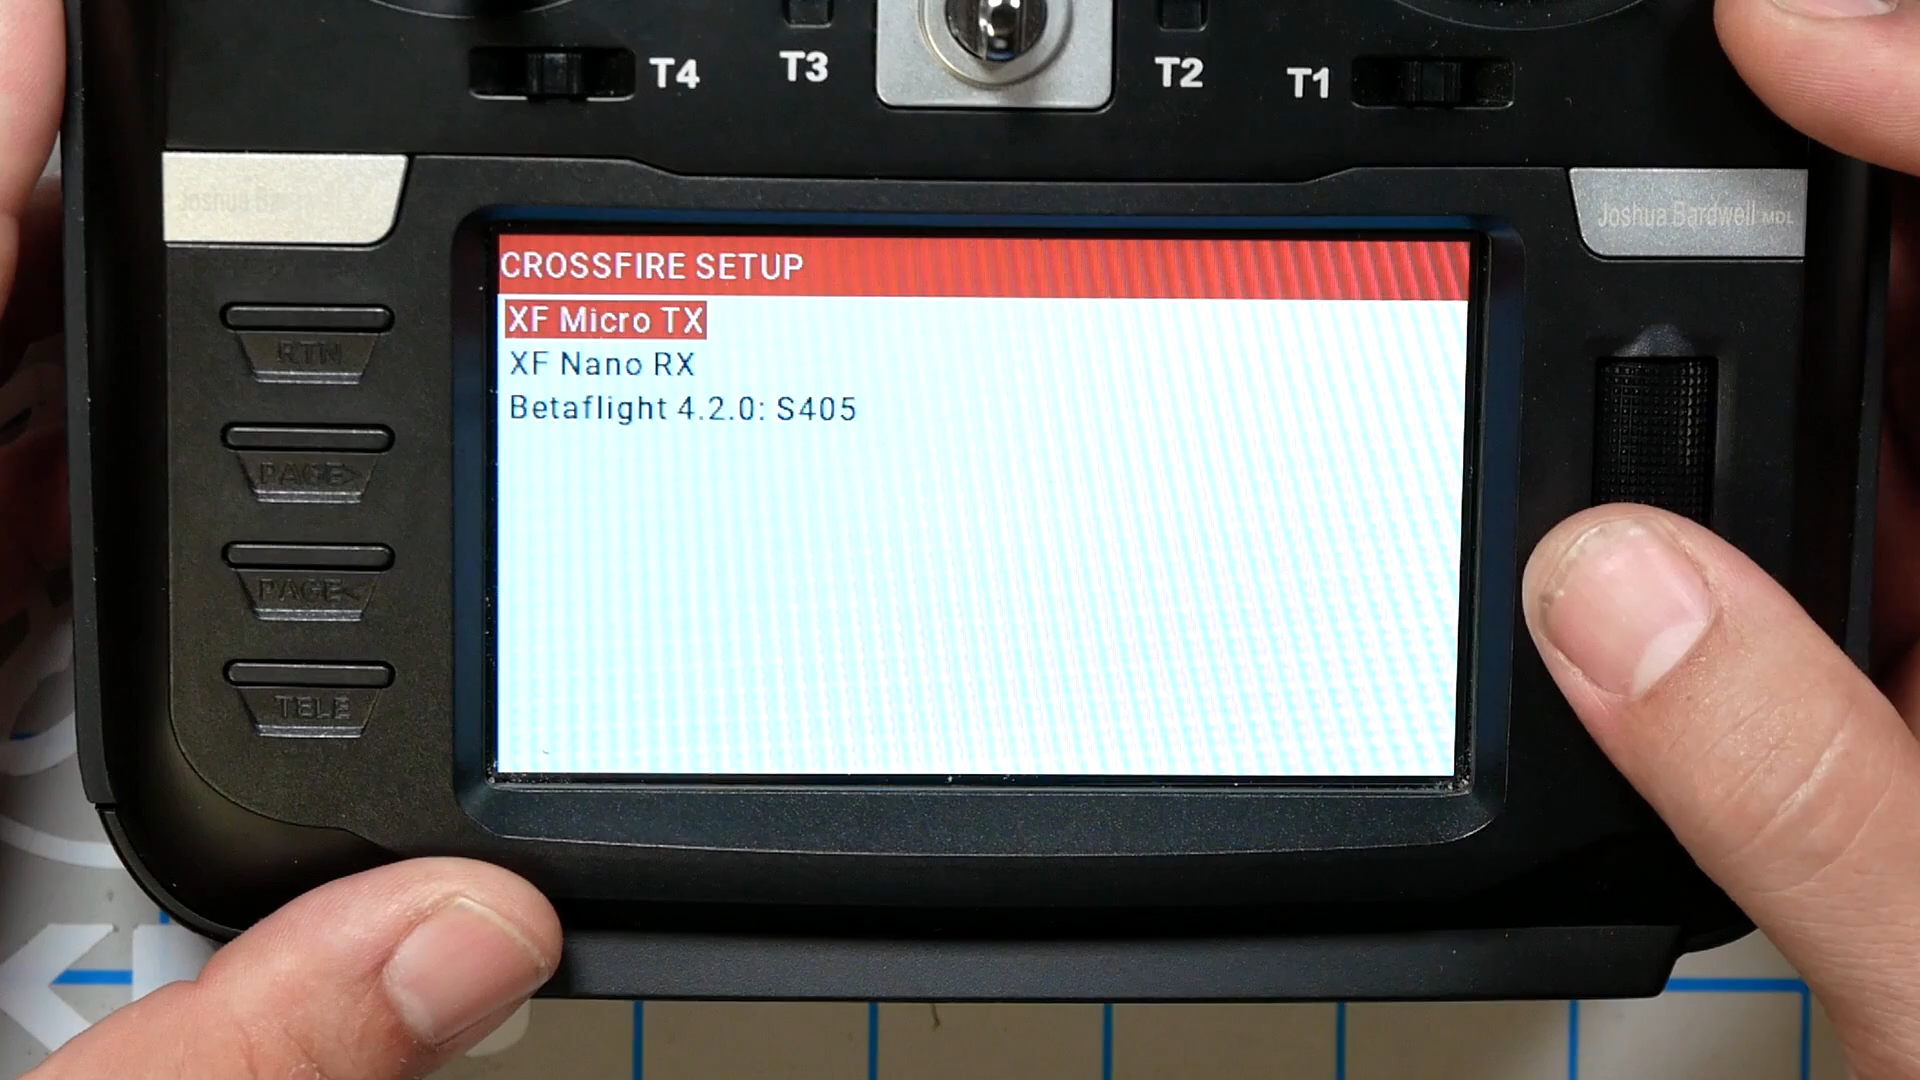 T4
T3
T2
T1
Joshua
Joshua Bardwell MDL
CROSSFIRE SETUP
XF Micro TX
XF Nano RX
Betaflight 4.2.0: S405
RTN
PAGE>
PAGE<
TELE